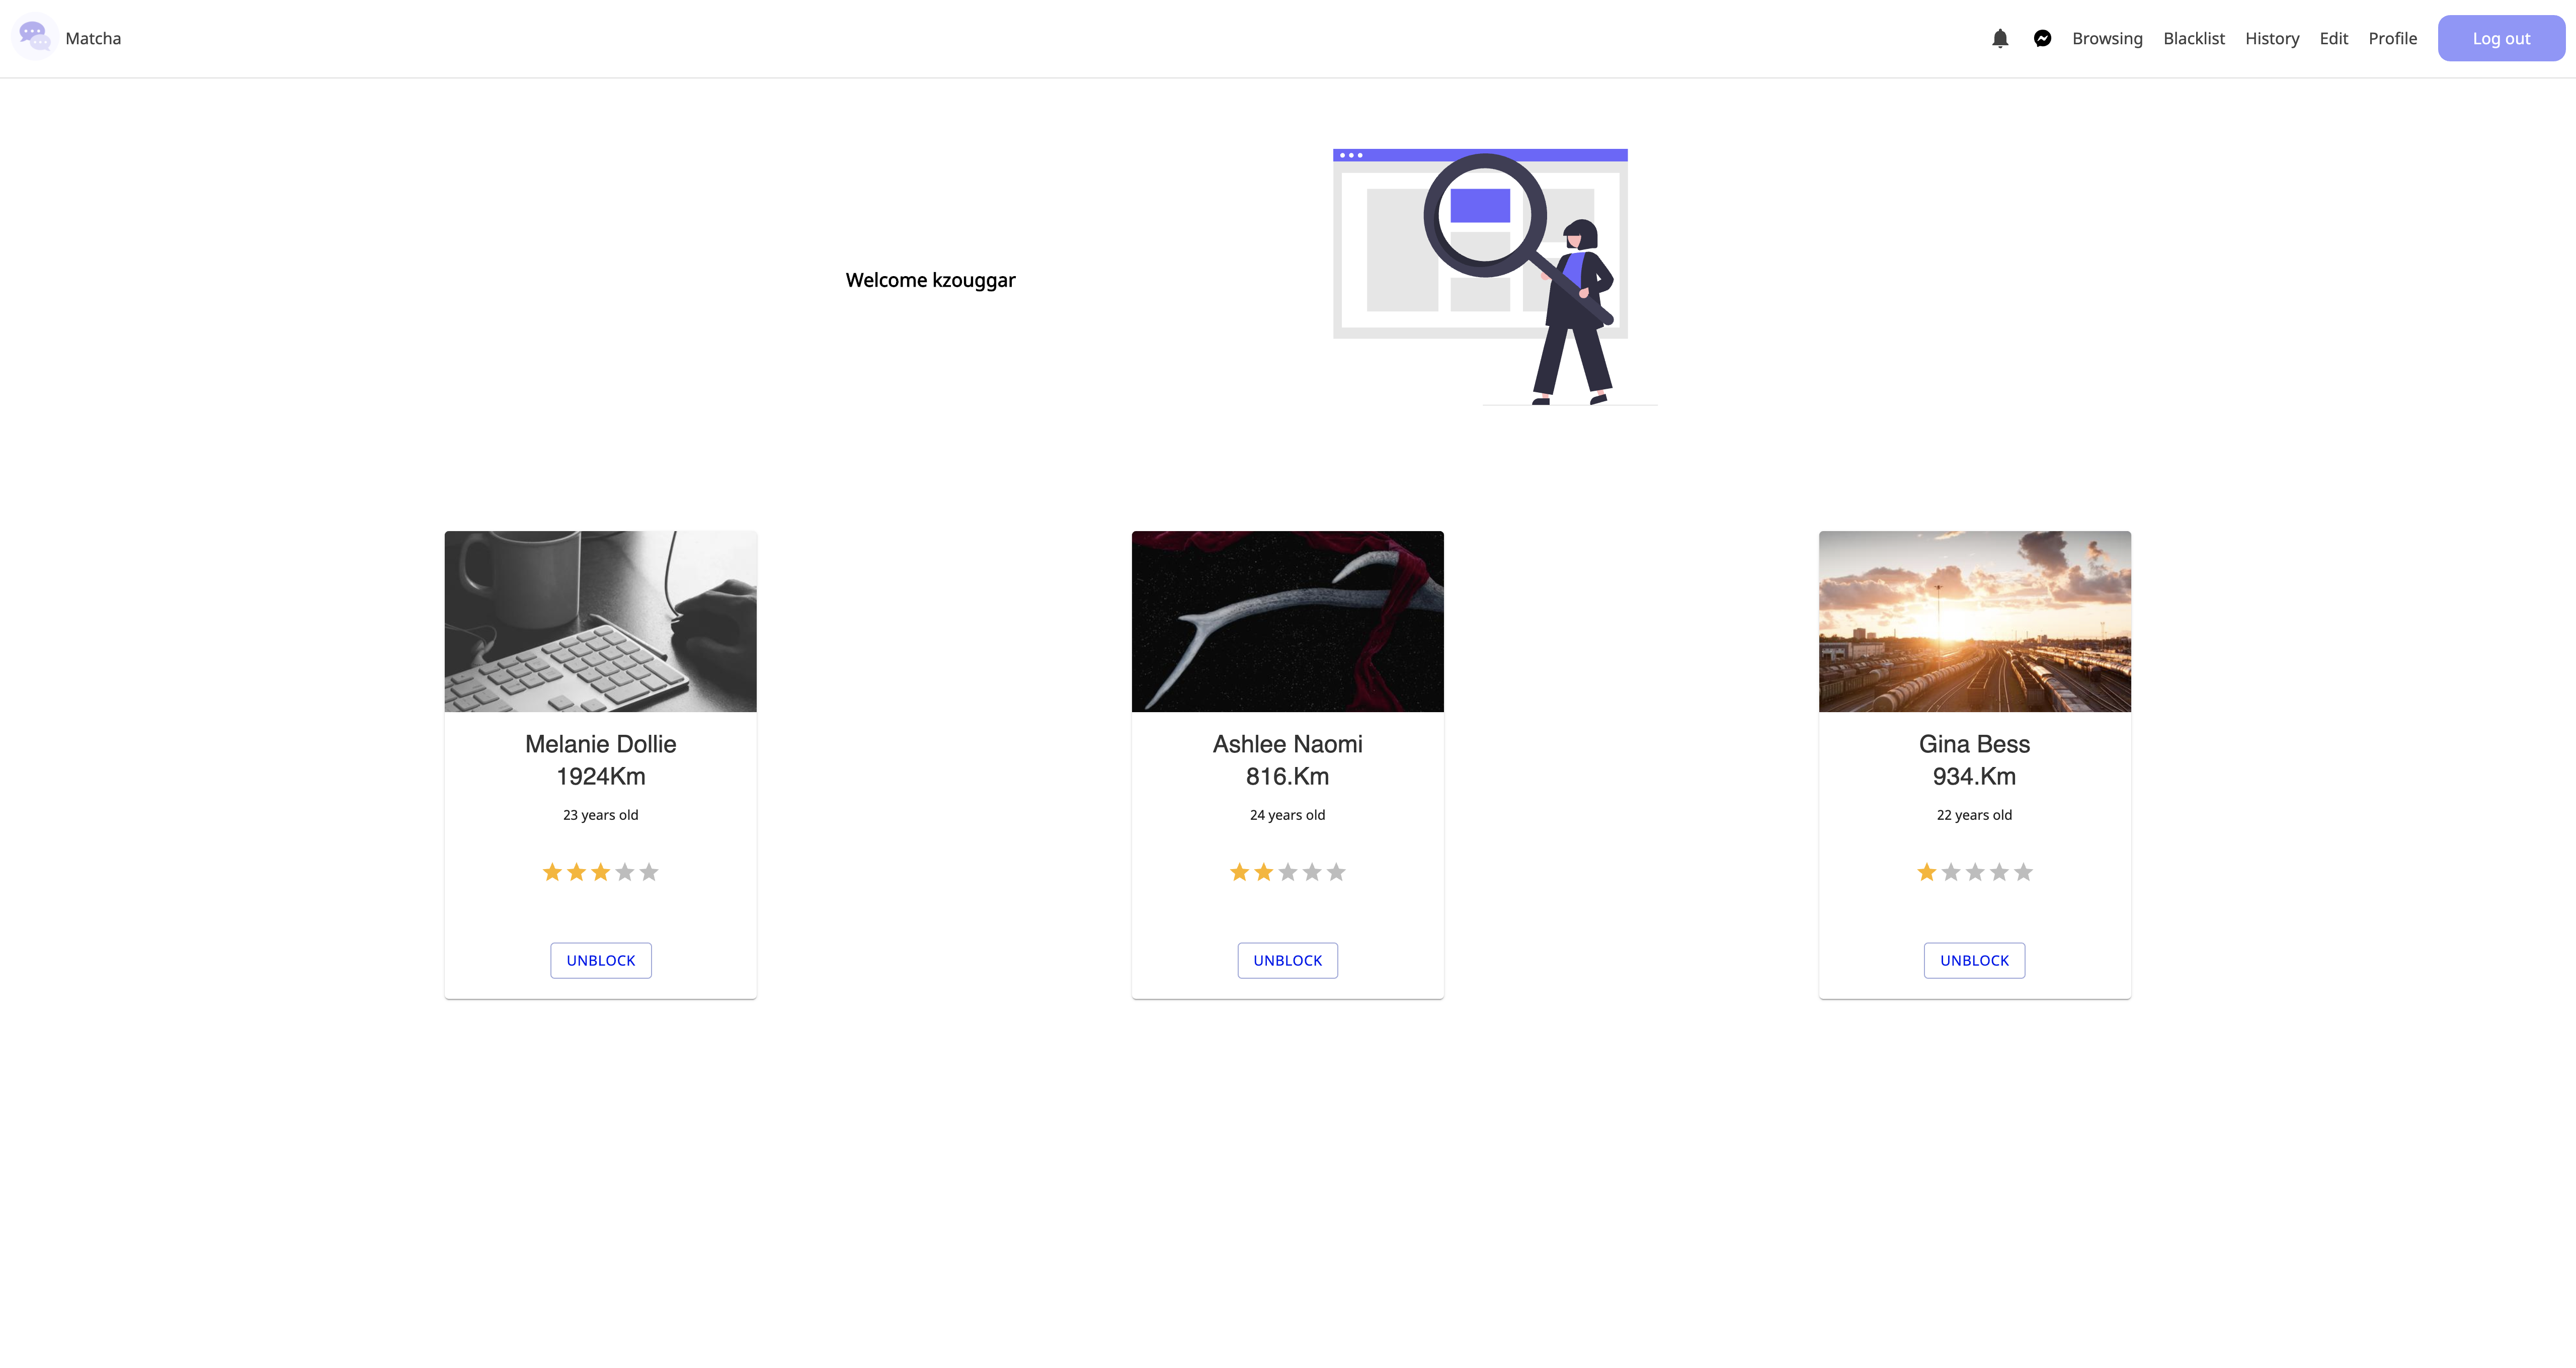 Matcha
Browsing Blacklist History Edit Profile Log out
Welcome kzouggar
Melanie Dollie
1924Km
23 years old
UNBLOCK
Ashlee Naomi
816.Km
24 years old
UNBLOCK
Gina Bess
934.Km
22 years old
UNBLOCK